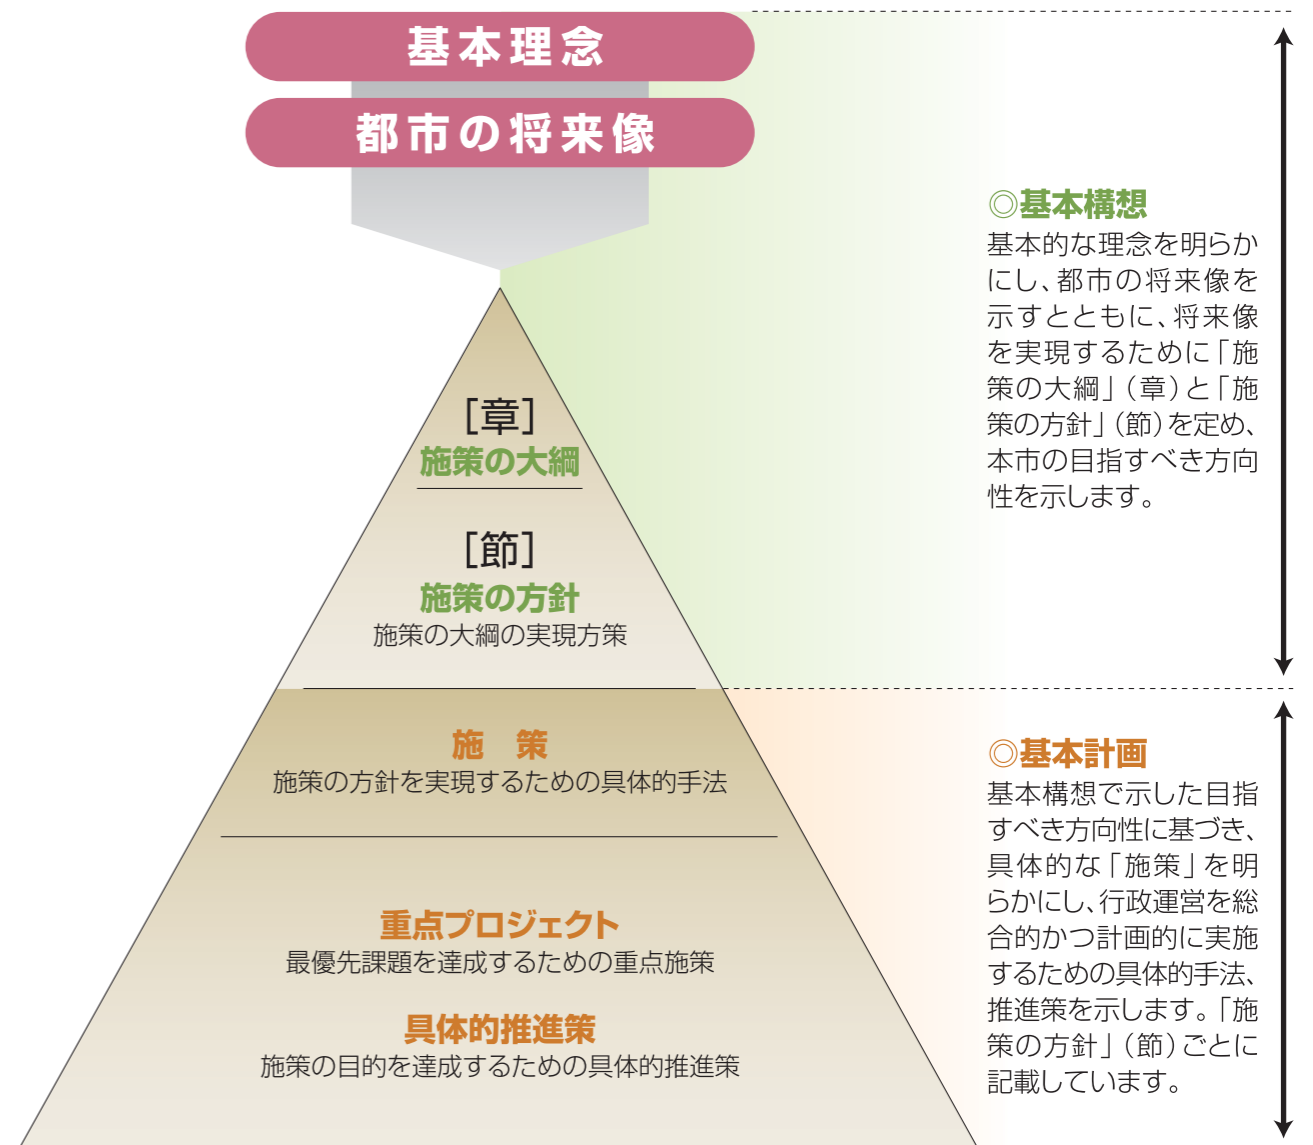 基本理念
都市の将来像
[章]
施策の大綱
[節]
施策の方針
施策の大綱の実現方策
施 策
施策の方針を実現するための具体的手法
重点プロジェクト
最優先課題を達成するための重点施策
具体的推進策
施策の目的を達成するための具体的推進策
◎基本構想
基本的な理念を明らか
にし、都市の将来像を
示すとともに、将来像
を実現するために「施
策の大綱」(章)と「施
策の方針」(節)を定め、
本市の目指すべき方向
性を示します。
◎基本計画
基本構想で示した目指
すべき方向性に基づき、
具体的な「施策」を明
らかにし、行政運営を総
合的かつ計画的に実施
するための具体的手法、
推進策を示します。「施
策の方針」(節)ごとに
記載しています。